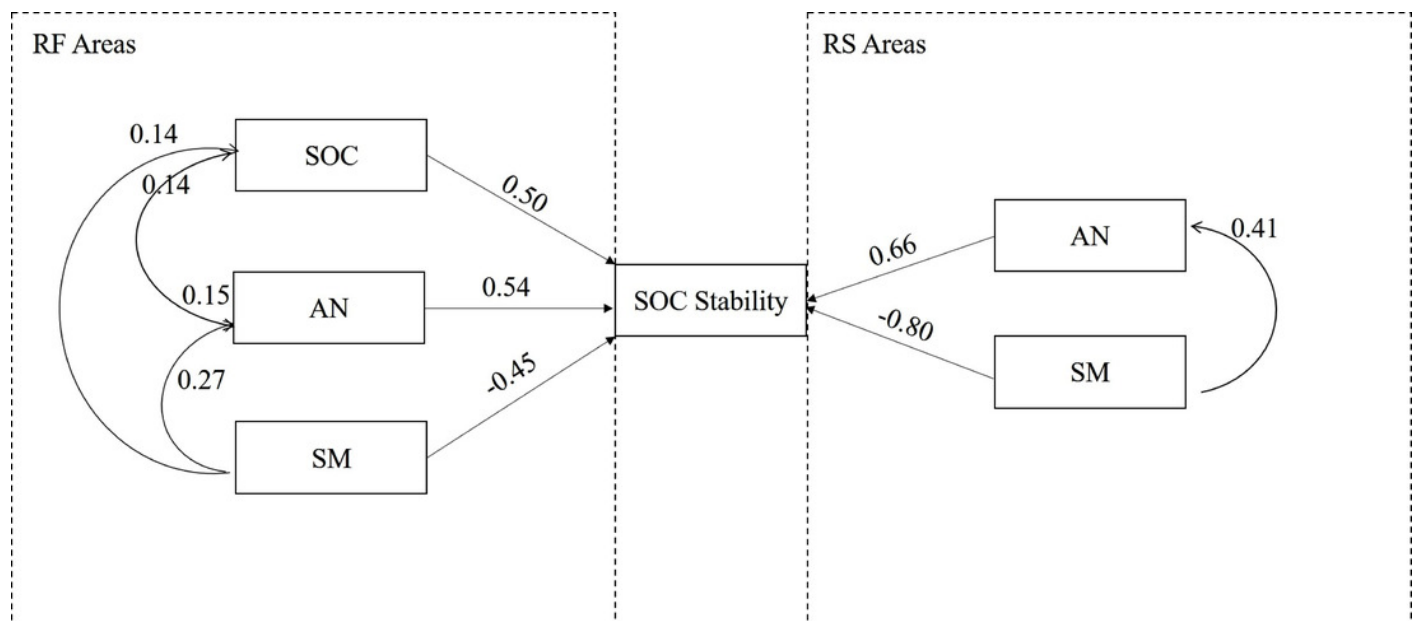 RF Areas
RS Areas
0.14
SOC
0.14
0.50
AN
0.41
0.66
0.15
AN
0.54
SOC Stability
-0.80
0.27
-0.45
SM
SM